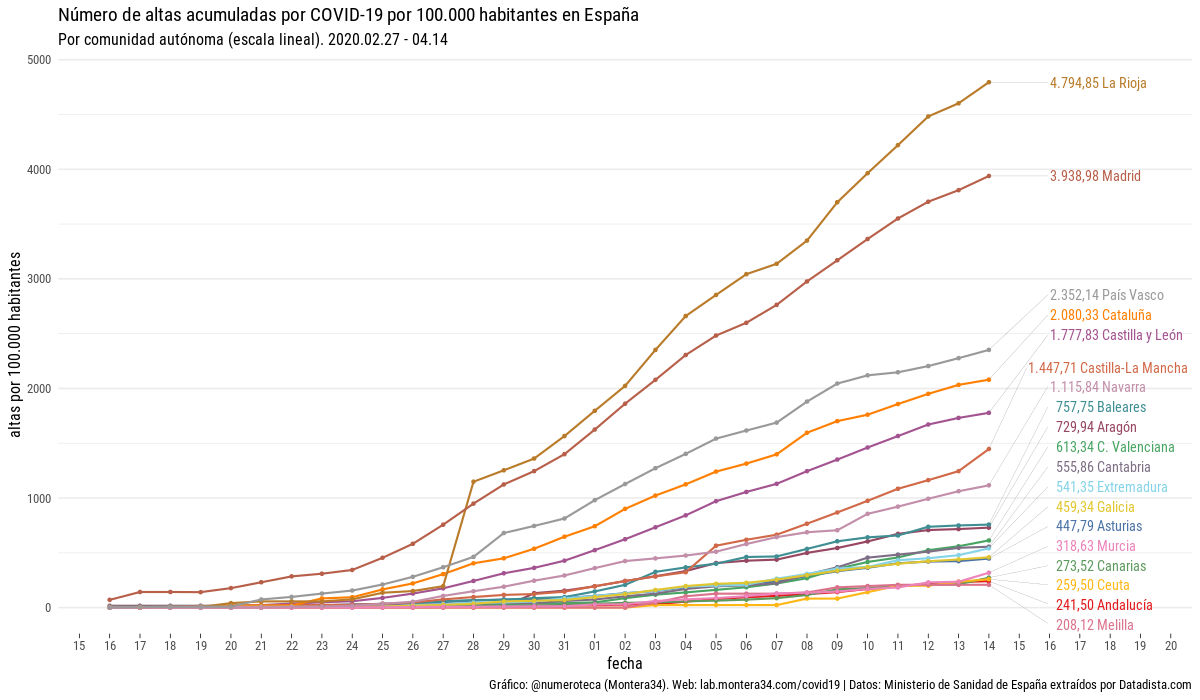 Número de altas acumuladas por COVID-19 por 100.000 habitantes en España
Por comunidad autónoma (escala lineal). 2020.02.27 - 04.14
altas por 100.000 habitantes
5000
4000
3000
2000
1000
0
4.794,85 La Rioja
3.938,98 Madrid
2.352,14 País Vasco
2.080,33 Cataluña
1.777,83 Castilla y León
1.447,71 Castilla-La Mancha
1.115,84 Navarra
757,75 Baleares
729,94 Aragón
613,34 C. Valenciana
555,86 Cantabria
541,35 Extremadura
459,34 Galicia
447,79 Asturias
318,63 Murcia
273,52 Canarias
259,50 Ceuta
241,50 Andalucía
208,12 Melilla
15 16 17 18 19 20 21 22 23 24 25 26 27 28 29 30 31 01 02 03 04 05 06 07 08 09 10 11 12 13 14 15 16 17 18 19 20
fecha
Gráfico: @numeroteca (Montera34). Web: lab.montera34.com/covid19 | Datos: Ministerio de Sanidad de España extraídos por Datadista.com